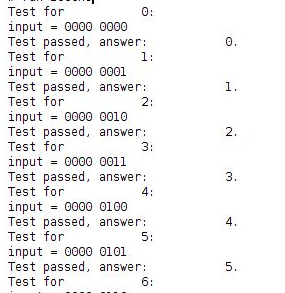 Test for 0:
input = 0000 0000
Test passed, answer: 0.
Test for 1:
input = 0000 0001
Test passed, answer: 1.
Test for 2:
input = 0000 0010
Test passed, answer: 2.
Test for 3:
input = 0000 0011
Test passed, answer: 3.
Test for 4:
input = 0000 0100
Test passed, answer: 4.
Test for 5:
input = 0000 0101
Test passed, answer: 5.
Test for 6: